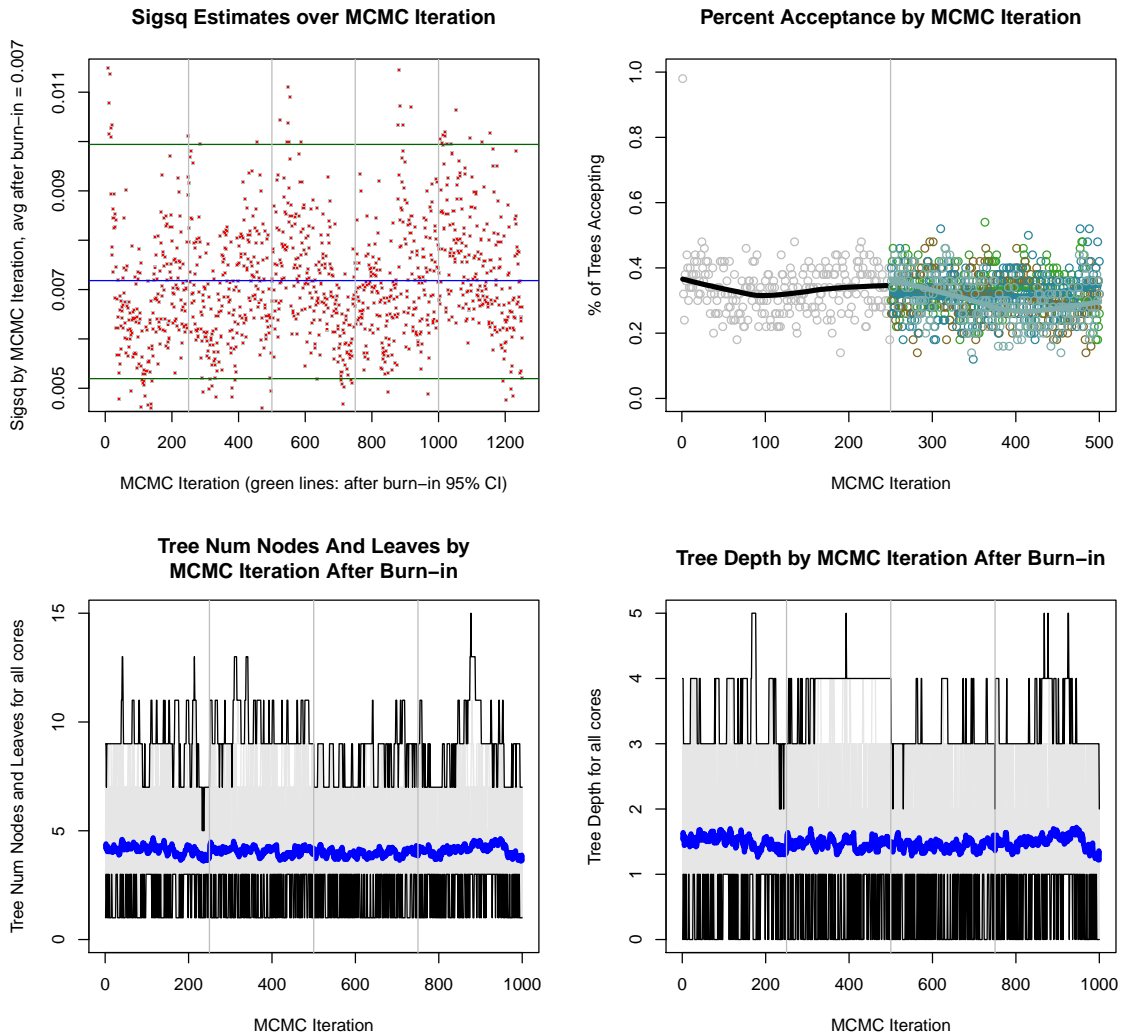 Sigsq Estimates over MCMC Iteration
Sigsq by MCMC Iteration, avg after burn−in = 0.007
0.011
0.009
0.007
0.005
0 200 400 600 800 1000 1200
MCMC Iteration (green lines: after burn−in 95% CI)
Percent Acceptance by MCMC Iteration
% of Trees Accepting
1.0
0.8
0.6
0.4
0.2
0.0
0 100 200 300 400 500
MCMC Iteration
Tree Num Nodes And Leaves by
MCMC Iteration After Burn−in
Tree Num Nodes and Leaves for all cores
15
10
5
0
0 200 400 600 800 1000
MCMC Iteration
Tree Depth by MCMC Iteration After Burn−in
Tree Depth for all cores
5
4
3
2
1
0
0 200 400 600 800 1000
MCMC Iteration